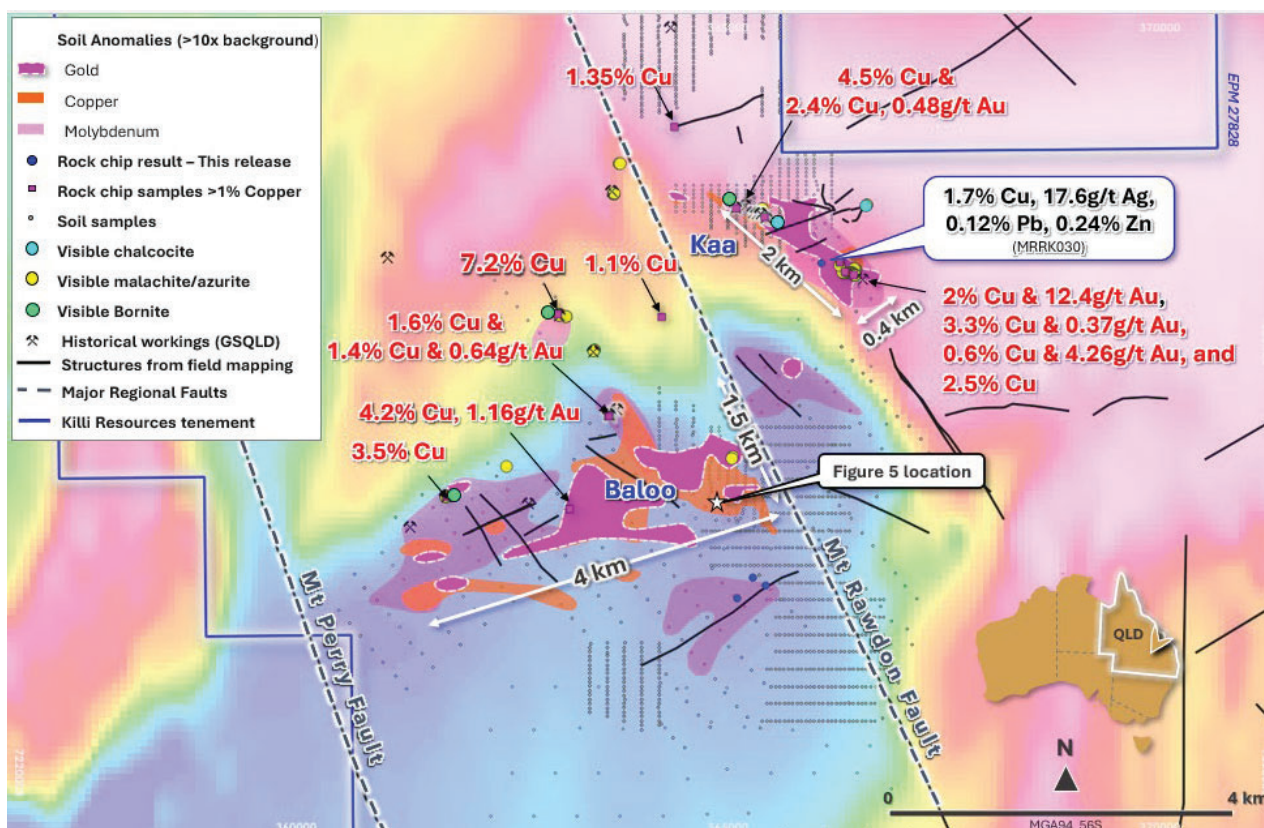 Soil Anomalies (>10x background)
Gold
Copper
Molybdenum
Rock chip result – This release
Rock chip samples >1% Copper
Soil samples
Visible chalcocite
Visible malachite/azurite
Visible Bornite
Historical workings (GSQLD)
Structures from field mapping
Major Regional Faults
Killi Resources tenement
370000
EPM 27828
1.35% Cu
4.5% Cu &
2.4% Cu, 0.48g/t Au
1.7% Cu, 17.6g/t Ag,
0.12% Pb, 0.24% Zn
(MRRK030)
Kaa
2 km
0.4 km
7.2% Cu
1.1% Cu
2% Cu & 12.4g/t Au,
3.3% Cu & 0.37g/t Au,
0.6% Cu & 4.26g/t Au, and
2.5% Cu
1.6% Cu &
1.4% Cu & 0.64g/t Au
4.2% Cu, 1.16g/t Au
3.5% Cu
1.5 km
Baloo
Figure 5 location
4 km
Mt Perry Fault
Mt Rawdon Fault
QLD
N
0
4 km
MGA94_56S